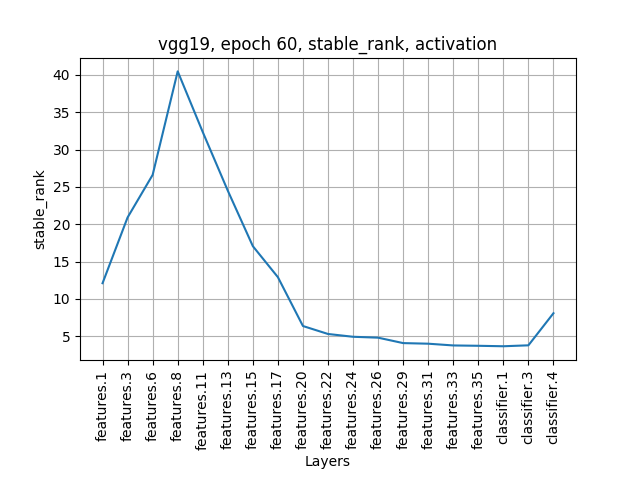 vgg19, epoch 60, stable_rank, activation
40
35
30
25
20
15
10
5
stable_rank
features.1
features.3
features.6
features.8
features.11
features.13
features.15
features.17
features.20
features.22
features.24
features.26
features.29
features.31
features.33
features.35
classifier.1
classifier.3
classifier.4
Layers